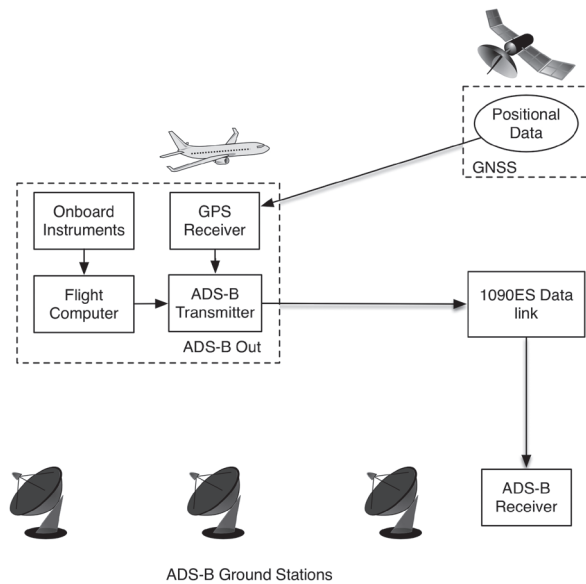 Positional
Data
GNSS
Onboard
Instruments
GPS
Receiver
Flight
Computer
ADS-B
Transmitter
ADS-B Out
1090ES Data
link
ADS-B
Receiver
ADS-B Ground Stations